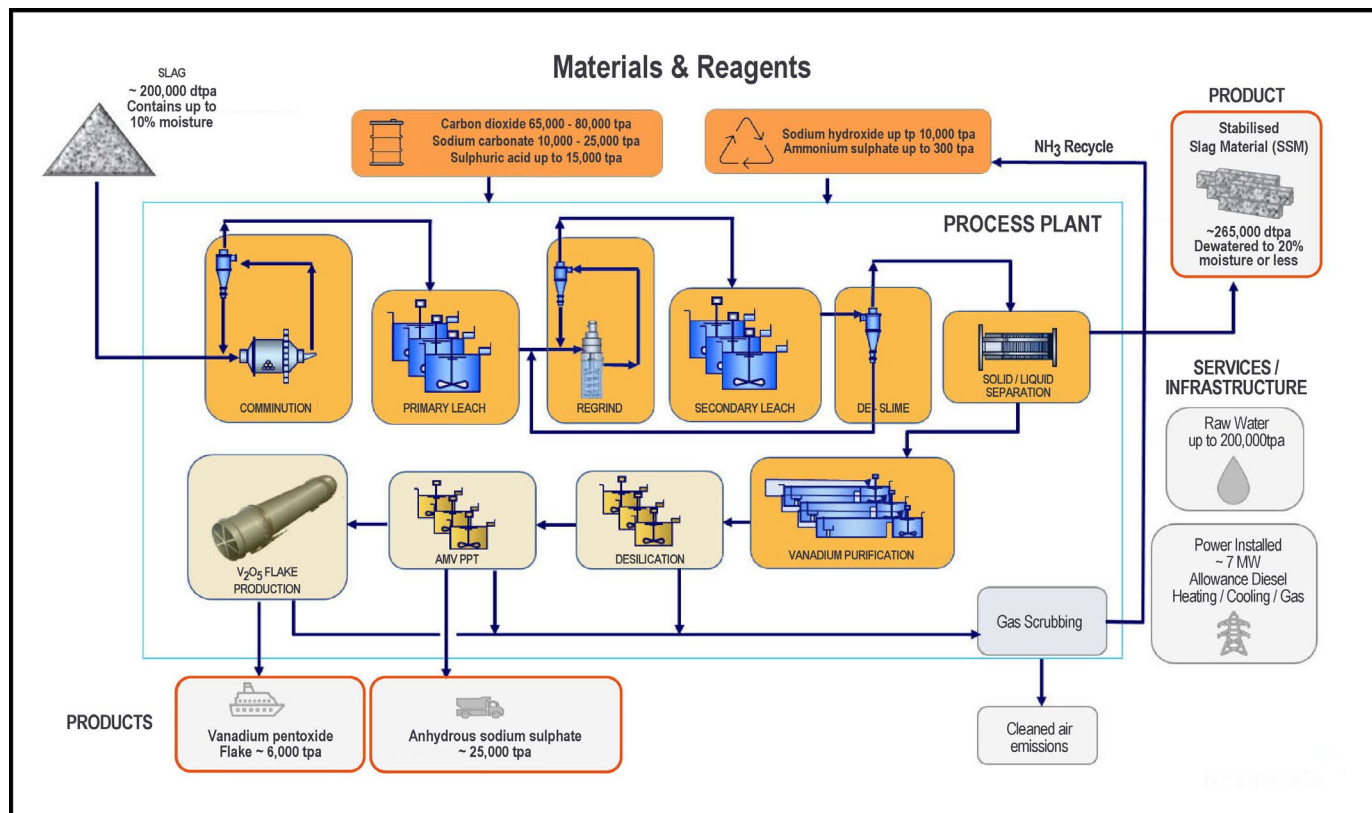 Materials & Reagents
SLAG
~ 200,000 dtpa
Contains up to
10% moisture
Carbon dioxide 65,000 - 80,000 tpa
Sodium carbonate 10,000 - 25,000 tpa
Sulphuric acid up to 15,000 tpa
Sodium hydroxide up tp 10,000 tpa
Ammonium sulphate up to 300 tpa
NH3 Recycle
PRODUCT
Stabilised
Slag Material (SSM)
~265,000 dtpa
Dewatered to 20%
moisture or less
PROCESS PLANT
COMMINUTION
PRIMARY LEACH
REGRIND
SECONDARY LEACH
DE - SLIME
SOLID / LIQUID
SEPARATION
SERVICES /
INFRASTRUCTURE
Raw Water
up to 200,000tpa
Power Installed
~ 7 MW
Allowance Diesel
Heating / Cooling / Gas
V2O5 FLAKE
PRODUCTION
AMV PPT
DESILICATION
VANADIUM PURIFICATION
Gas Scrubbing
PRODUCTS
Vanadium pentoxide
Flake ~ 6,000 tpa
Anhydrous sodium sulphate
~ 25,000 tpa
Cleaned air
emissions